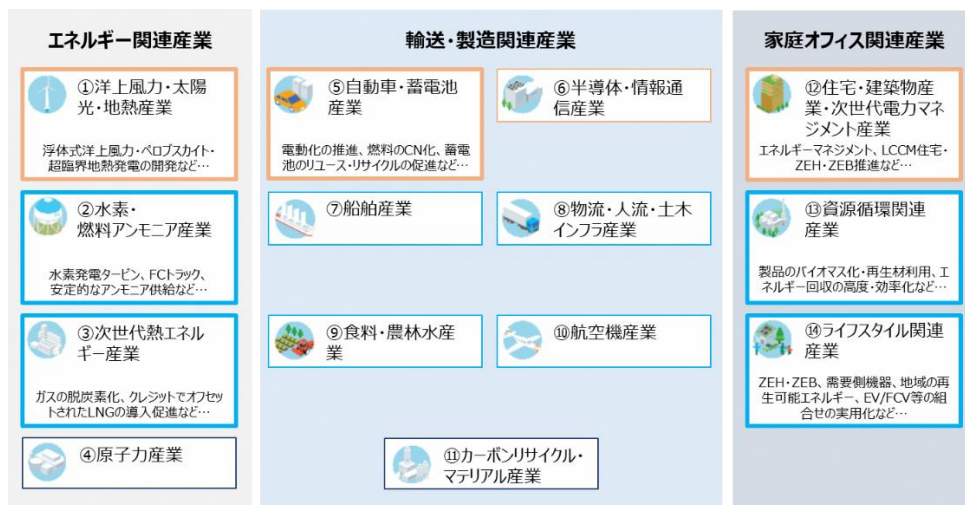 エネルギー関連産業
①洋上風力・太陽
光・地熱産業
浮体式洋上風力・ペロブスカイト・
超臨界地熱発電の開発など…
②水素・
燃料アンモニア産業
水素発電タービン、FCトラック、
安定的なアンモニア供給など…
③次世代熱エネル
ギー産業
ガスの脱炭素化、クレジットでオフセッ
トされたLNGの導入促進など…
④原子力産業
輸送・製造関連産業
⑤自動車・蓄電池
産業
電動化の推進、燃料のCN化、蓄電
池のリユース・リサイクルの促進など…
⑥半導体・情報通
信産業
⑦船舶産業
⑧物流・人流・土木
インフラ産業
⑨食料・農林水産
業
⑩航空機産業
⑪カーボンリサイクル・
マテリアル産業
家庭オフィス関連産業
⑫住宅・建築物産
業・次世代電力マネ
ジメント産業
エネルギーマネジメント、LCCM住宅・
ZEH・ZEB推進など…
⑬資源循環関連
産業
製品のバイオマス化・再生材利用、エ
ネルギー回収の高度・効率化など…
⑭ライフスタイル関連
産業
ZEH・ZEB、需要側機器、地域の再
生可能エネルギー、EV/FCV等の組
合せの実用化など…